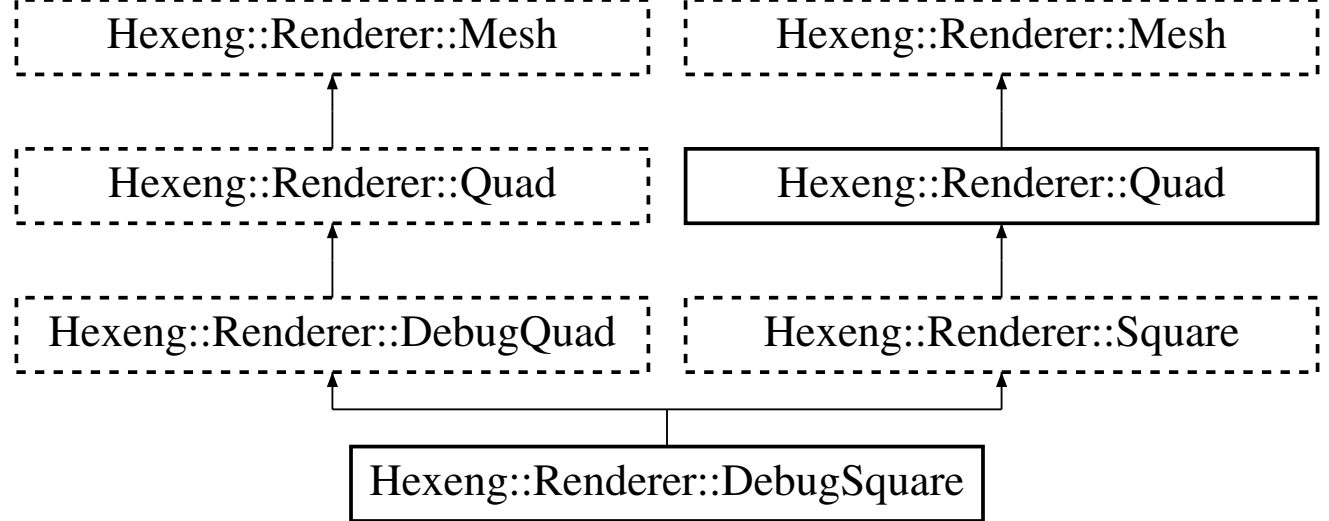 Hexeng::Renderer::Mesh
Hexeng::Renderer::Mesh
Hexeng::Renderer::Quad
Hexeng::Renderer::Quad
Hexeng::Renderer::DebugQuad
Hexeng::Renderer::Square
Hexeng::Renderer::DebugSquare